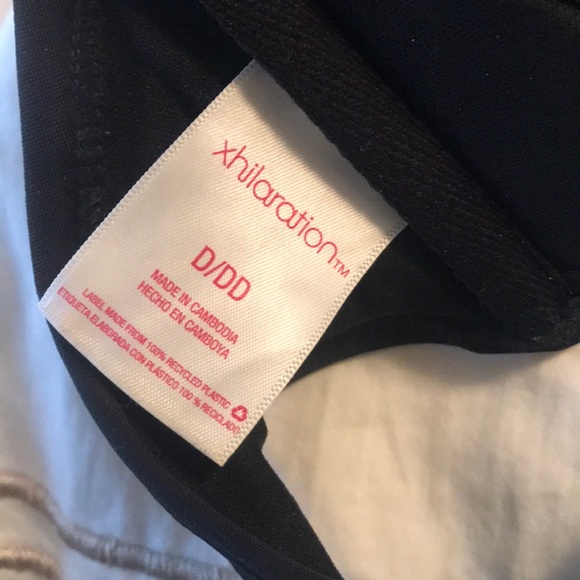 xhilaration™
D/DD
MADE IN CAMBODIA
HECHO EN CAMBOYA
LABEL MADE FROM 100% RECYCLED PLASTIC
ETIQUETA ELABORADA CON PLASTICO 100 % RECICLADO